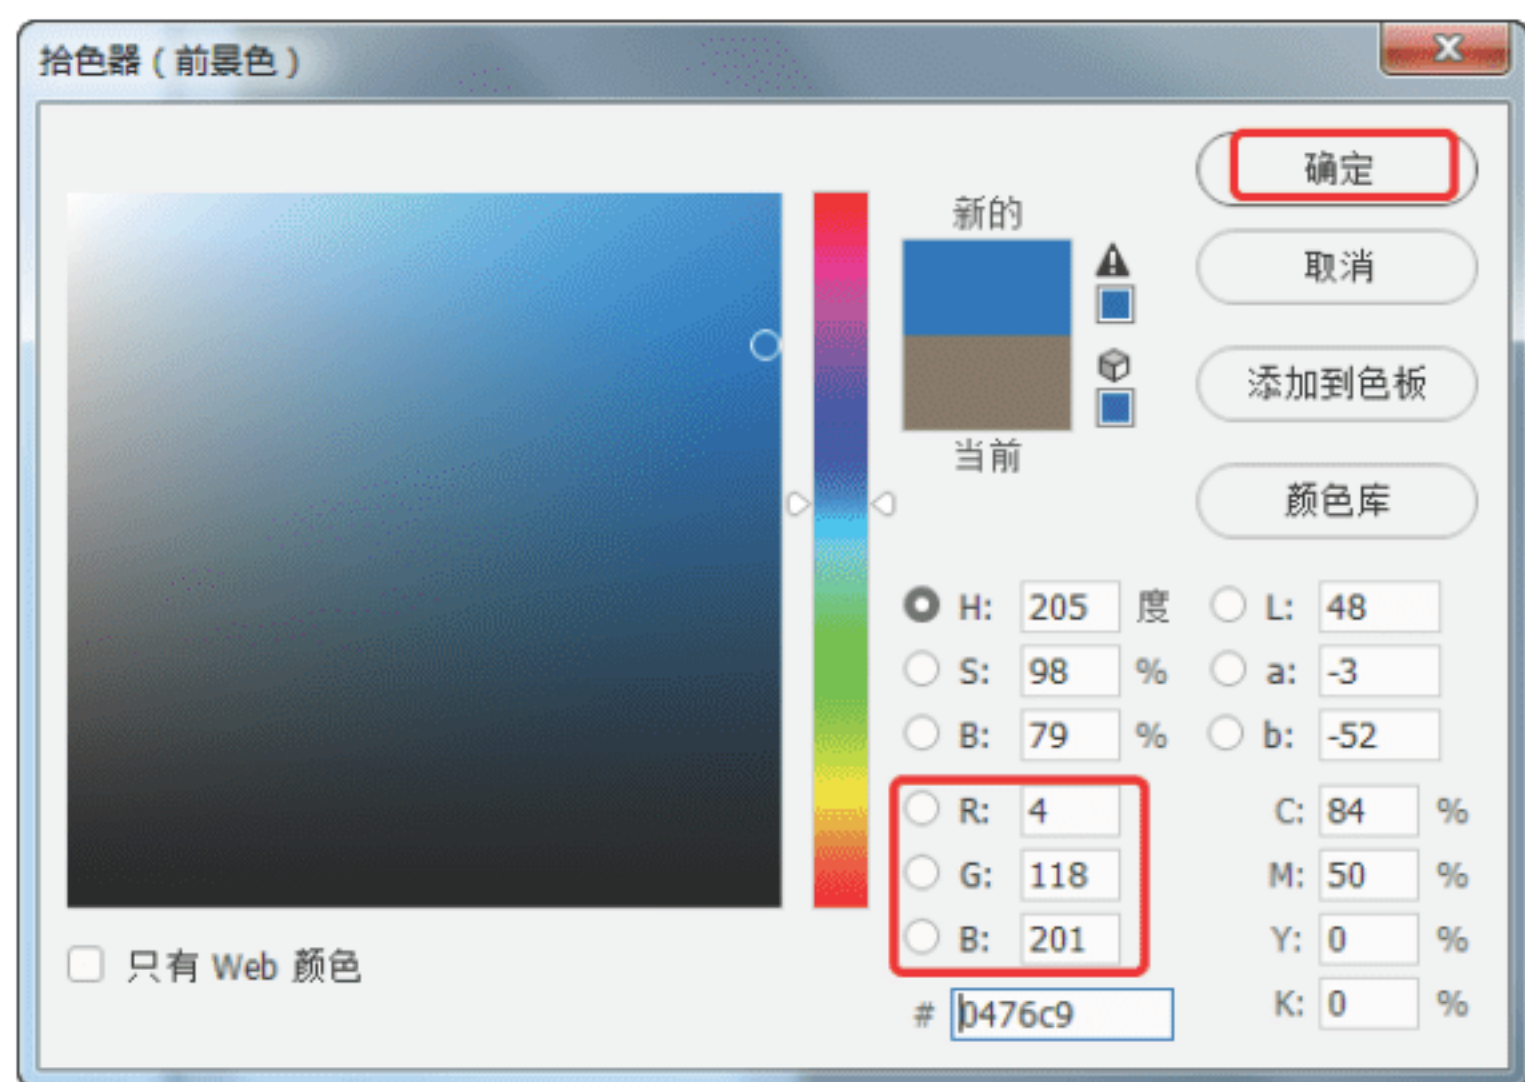 拾色器（前景色）
确定
新的
取消
添加到色板
当前
颜色库
H: 205 度 L: 48
S: 98 % a: -3
B: 79 % b: -52
R: 4 C: 84 %
G: 118 M: 50 %
B: 201 Y: 0 %
只有 Web 颜色
# 0476c9 K: 0 %